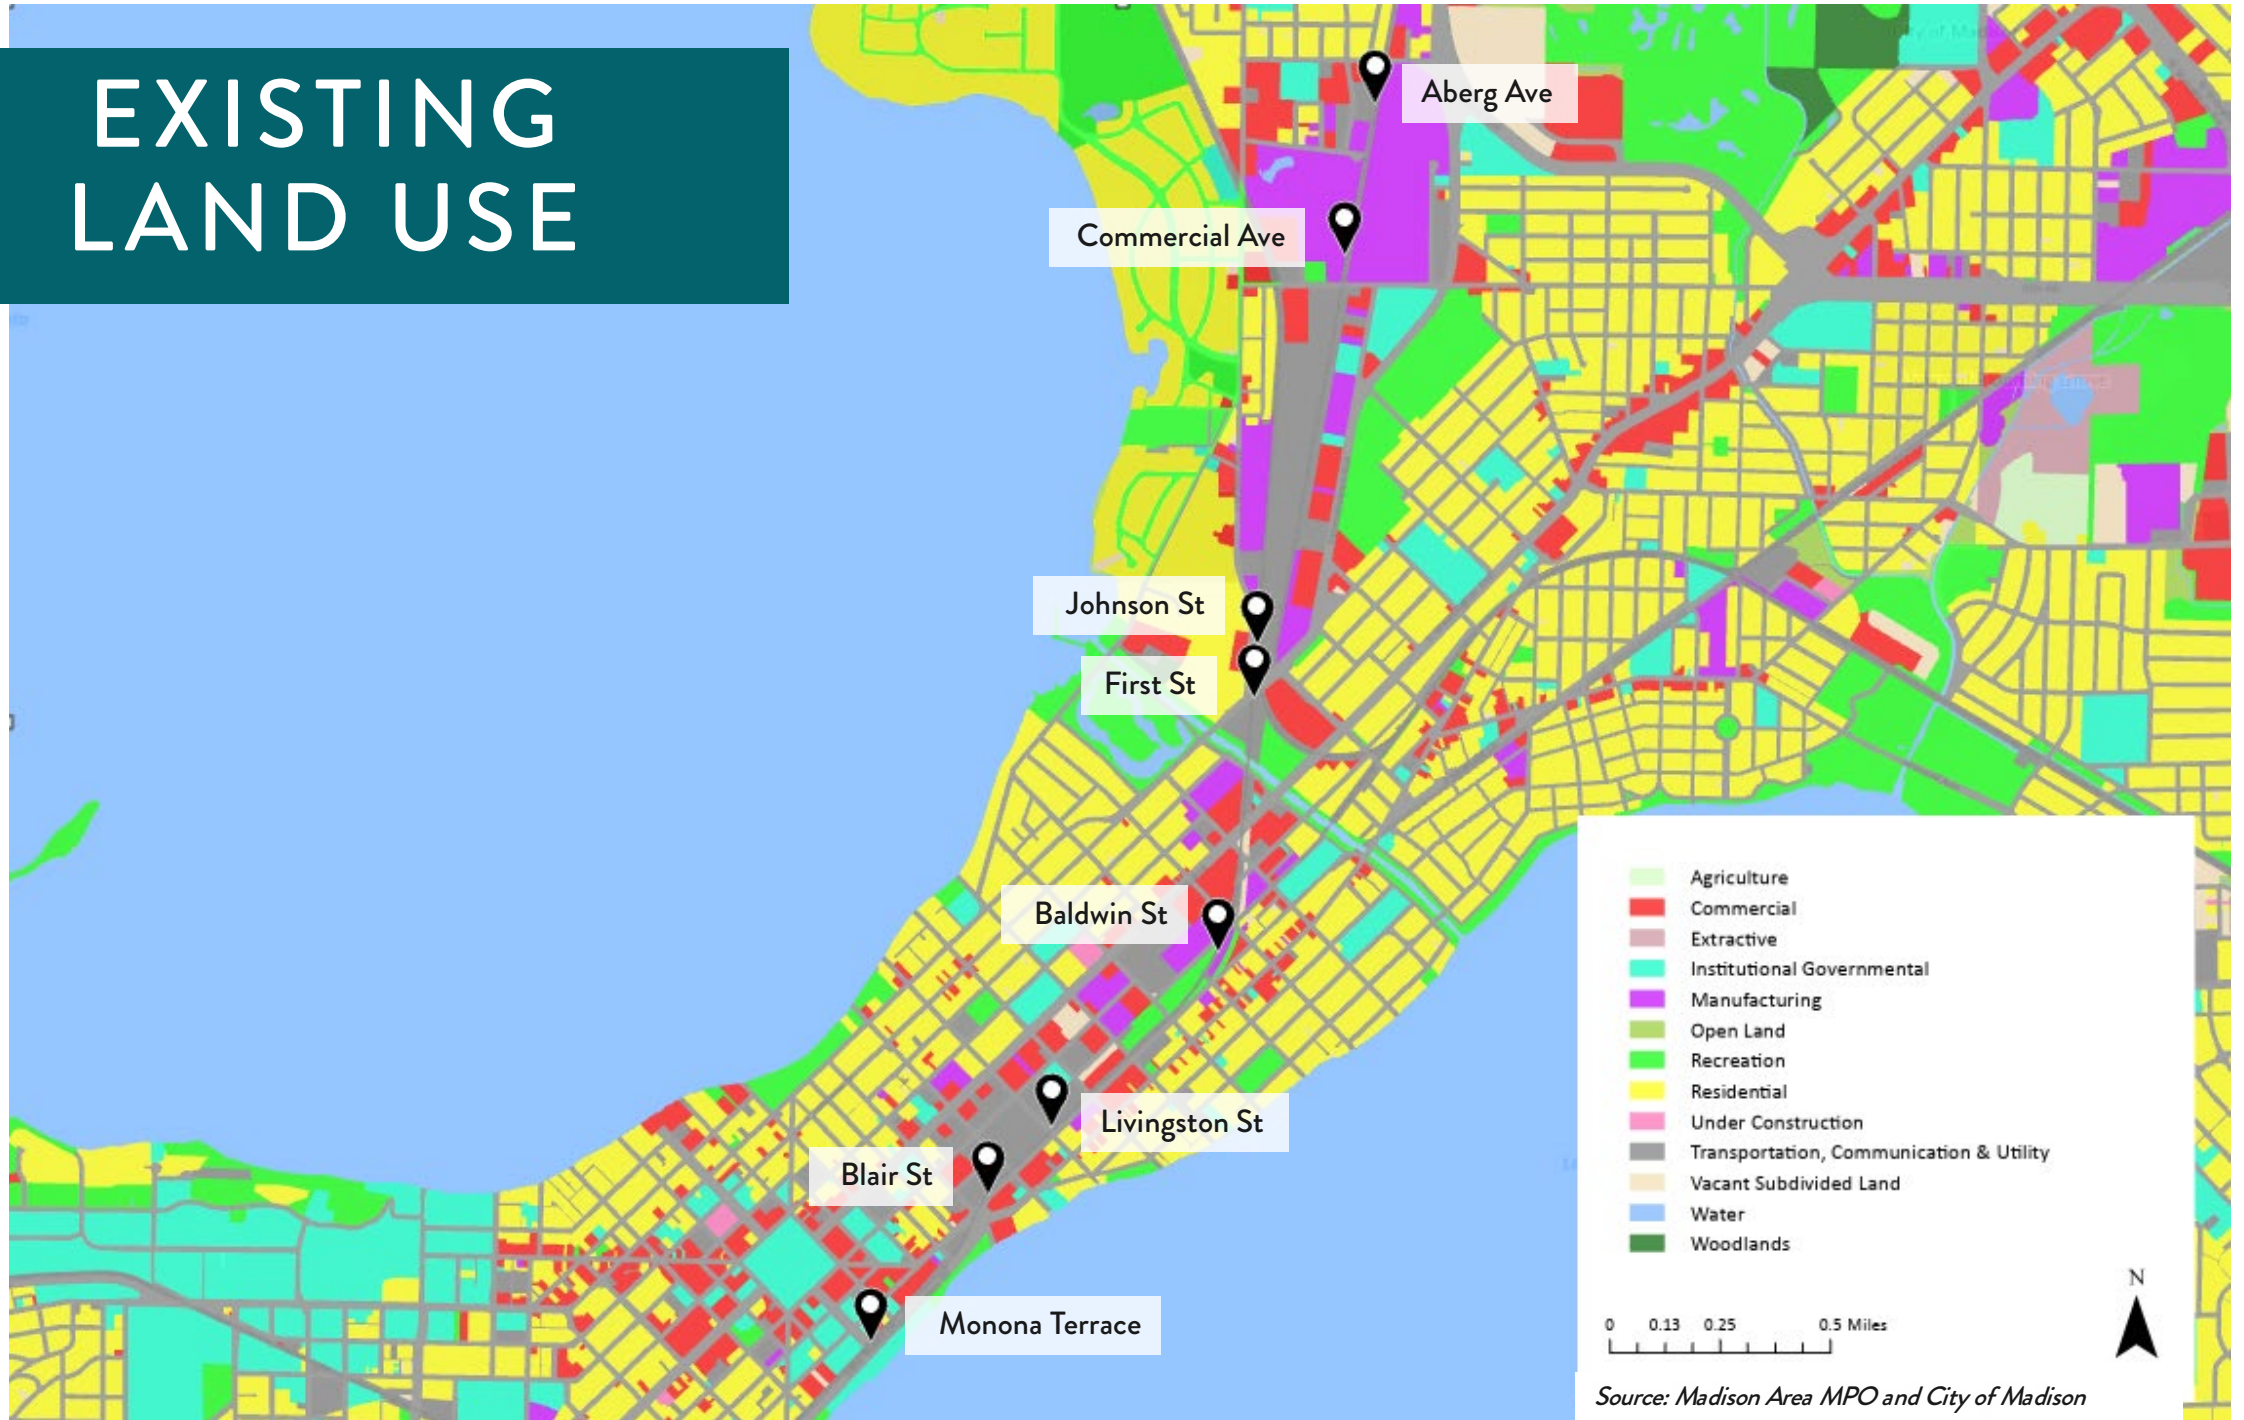 EXISTING
LAND USE
Aberg Ave
Commercial Ave
Johnson St
First St
Baldwin St
Livingston St
Blair St
Monona Terrace
Agriculture
Commercial
Extractive
Institutional Governmental
Manufacturing
Open Land
Recreation
Residential
Under Construction
Transportation, Communication & Utility
Vacant Subdivided Land
Water
Woodlands
N
0 0.13 0.25 0.5 Miles
Source: Madison Area MPO and City of Madison